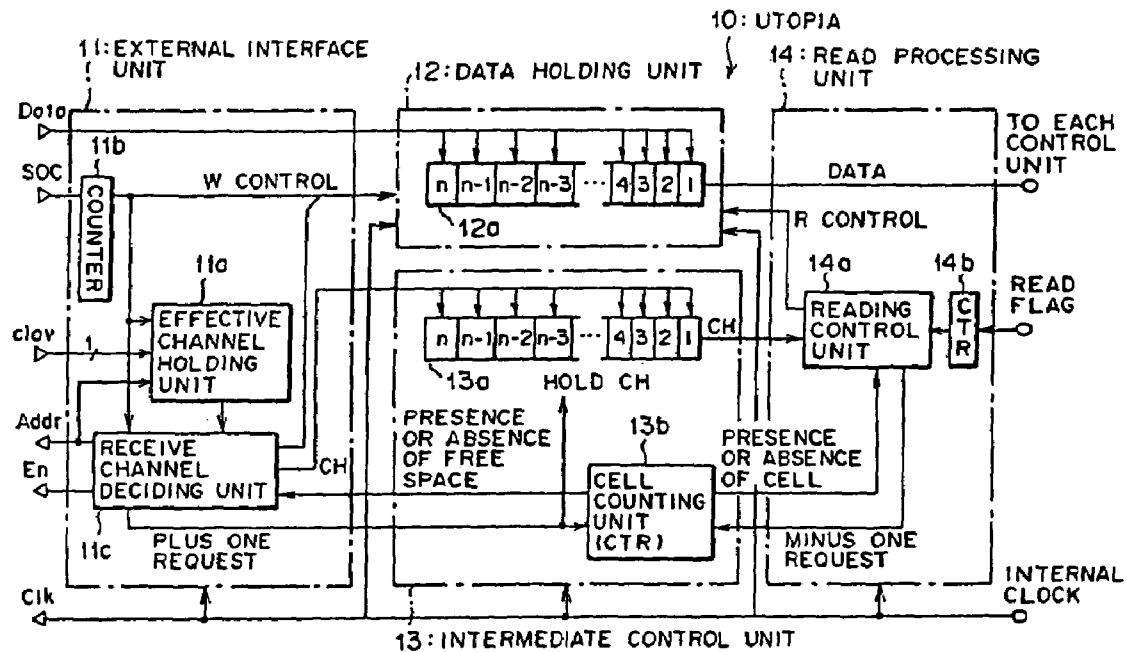 10: UTOPIA
11: EXTERNAL INTERFACE
UNIT
12: DATA HOLDING UNIT
14: READ PROCESSING
UNIT
Data
11b
SOC
COUNTER
W CONTROL
n n-1 n-2 n-3 ... 4 3 2 1
12a
DATA
TO EACH
CONTROL
UNIT
R CONTROL
11a
EFFECTIVE
CHANNEL
HOLDING
UNIT
clav
1
n n-1 n-2 n-3 ... 4 3 2 1
13a
HOLD CH
CH
14a
READING
CONTROL
UNIT
14b
CTR
READ
FLAG
Addr
En
RECEIVE
CHANNEL
DECIDING UNIT
11c
CH
PRESENCE
OR ABSENCE
OF FREE
SPACE
13b
CELL
COUNTING
UNIT
(CTR)
PRESENCE
OR ABSENCE
OF CELL
PLUS ONE
REQUEST
MINUS ONE
REQUEST
Clk
INTERNAL
CLOCK
13: INTERMEDIATE CONTROL UNIT